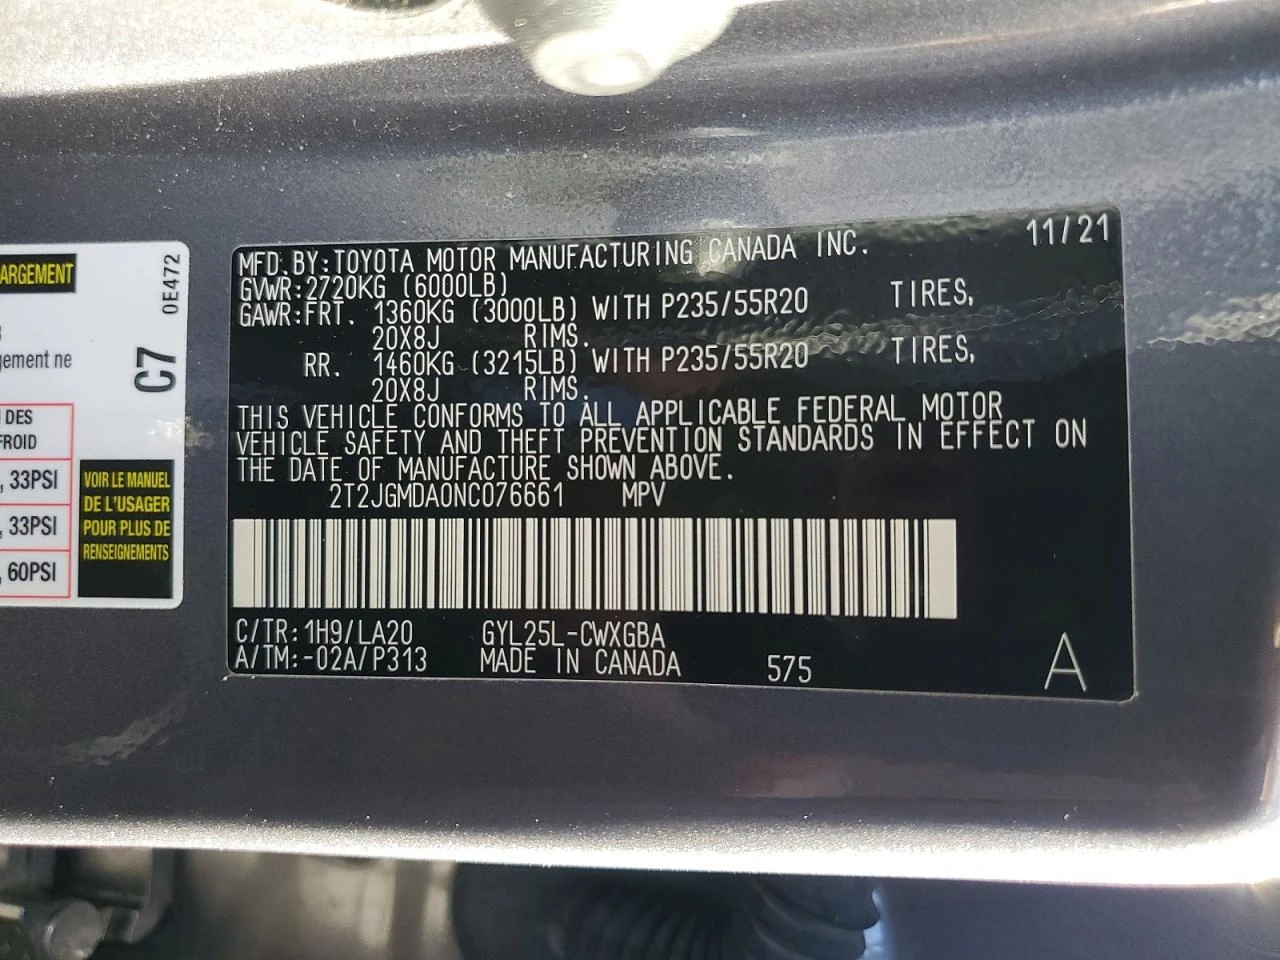 ARGEMENT
gement ne
DES
FROID
, 33PSI
, 33PSI
, 60PSI
C7
0E472
VOIR LE MANUEL
DE L'USAGER
POUR PLUS DE
RENSEIGNEMENTS
MFD.BY:TOYOTA MOTOR MANUFACTURING CANADA INC. 11/21
GVWR:2720KG (6000LB)
GAWR:FRT. 1360KG (3000LB) WITH P235/55R20 TIRES,
20X8J RIMS.
RR. 1460KG (3215LB) WITH P235/55R20 TIRES,
20X8J RIMS.
THIS VEHICLE CONFORMS TO ALL APPLICABLE FEDERAL MOTOR
VEHICLE SAFETY AND THEFT PREVENTION STANDARDS IN EFFECT ON
THE DATE OF MANUFACTURE SHOWN ABOVE.
2T2JGMDA0NC076661 MPV
C/TR:1H9/LA20 GYL25L-CWXGBA
A/TM:-02A/P313 MADE IN CANADA 575 A